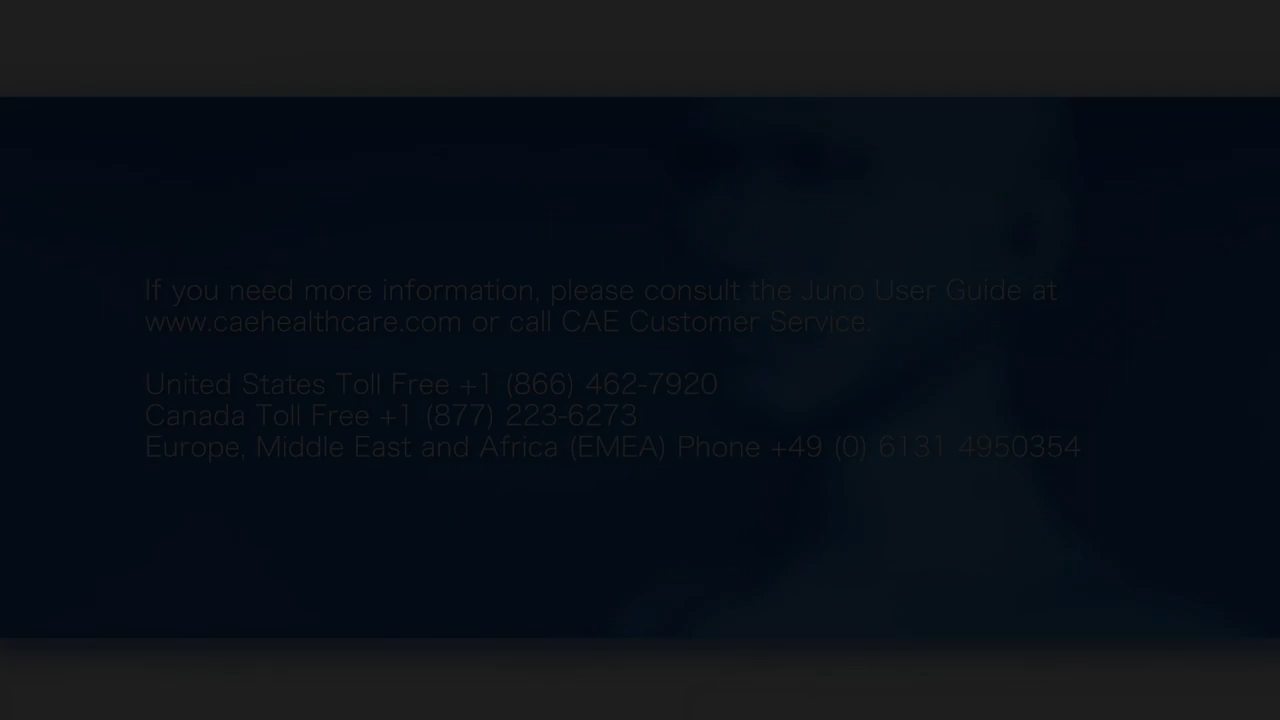 If you need more information, please consult the Juno User Guide at
www.caehealthcare.com or call CAE Customer Service.
United States Toll Free +1 (866) 462-7920
Canada Toll Free +1 (877) 223-6273
Europe, Middle East and Africa (EMEA) Phone +49 (0) 6131 4950354